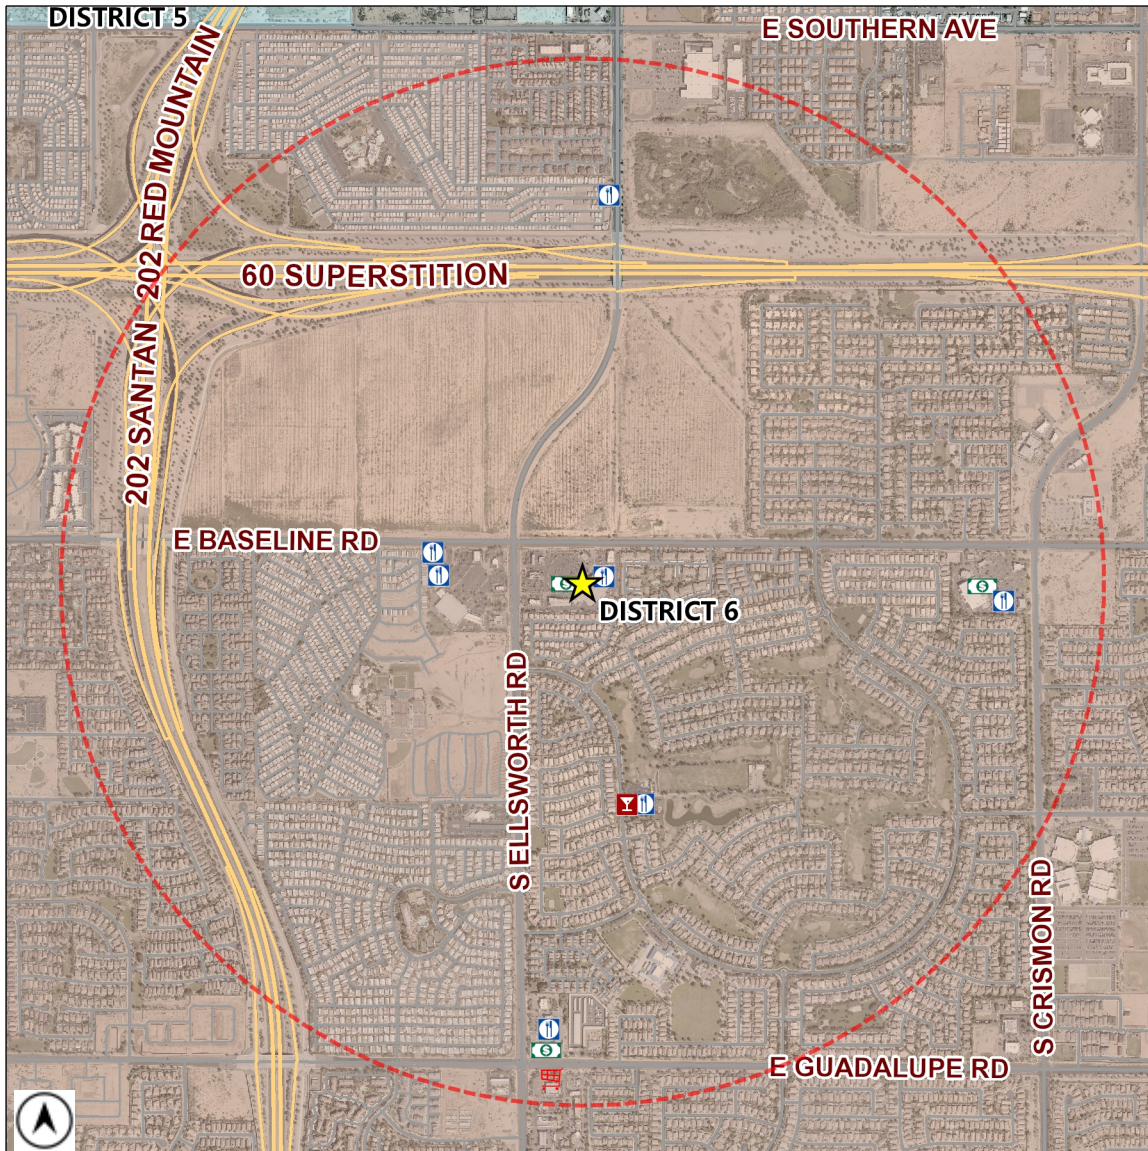 DISTRICT 5
E SOUTHERN AVE
202 RED MOUNTAIN
60 SUPERSTITION
202 SANTAN
E BASELINE RD
DISTRICT 6
S ELLSWORTH RD
S CRISMON RD
E GUADALUPE RD